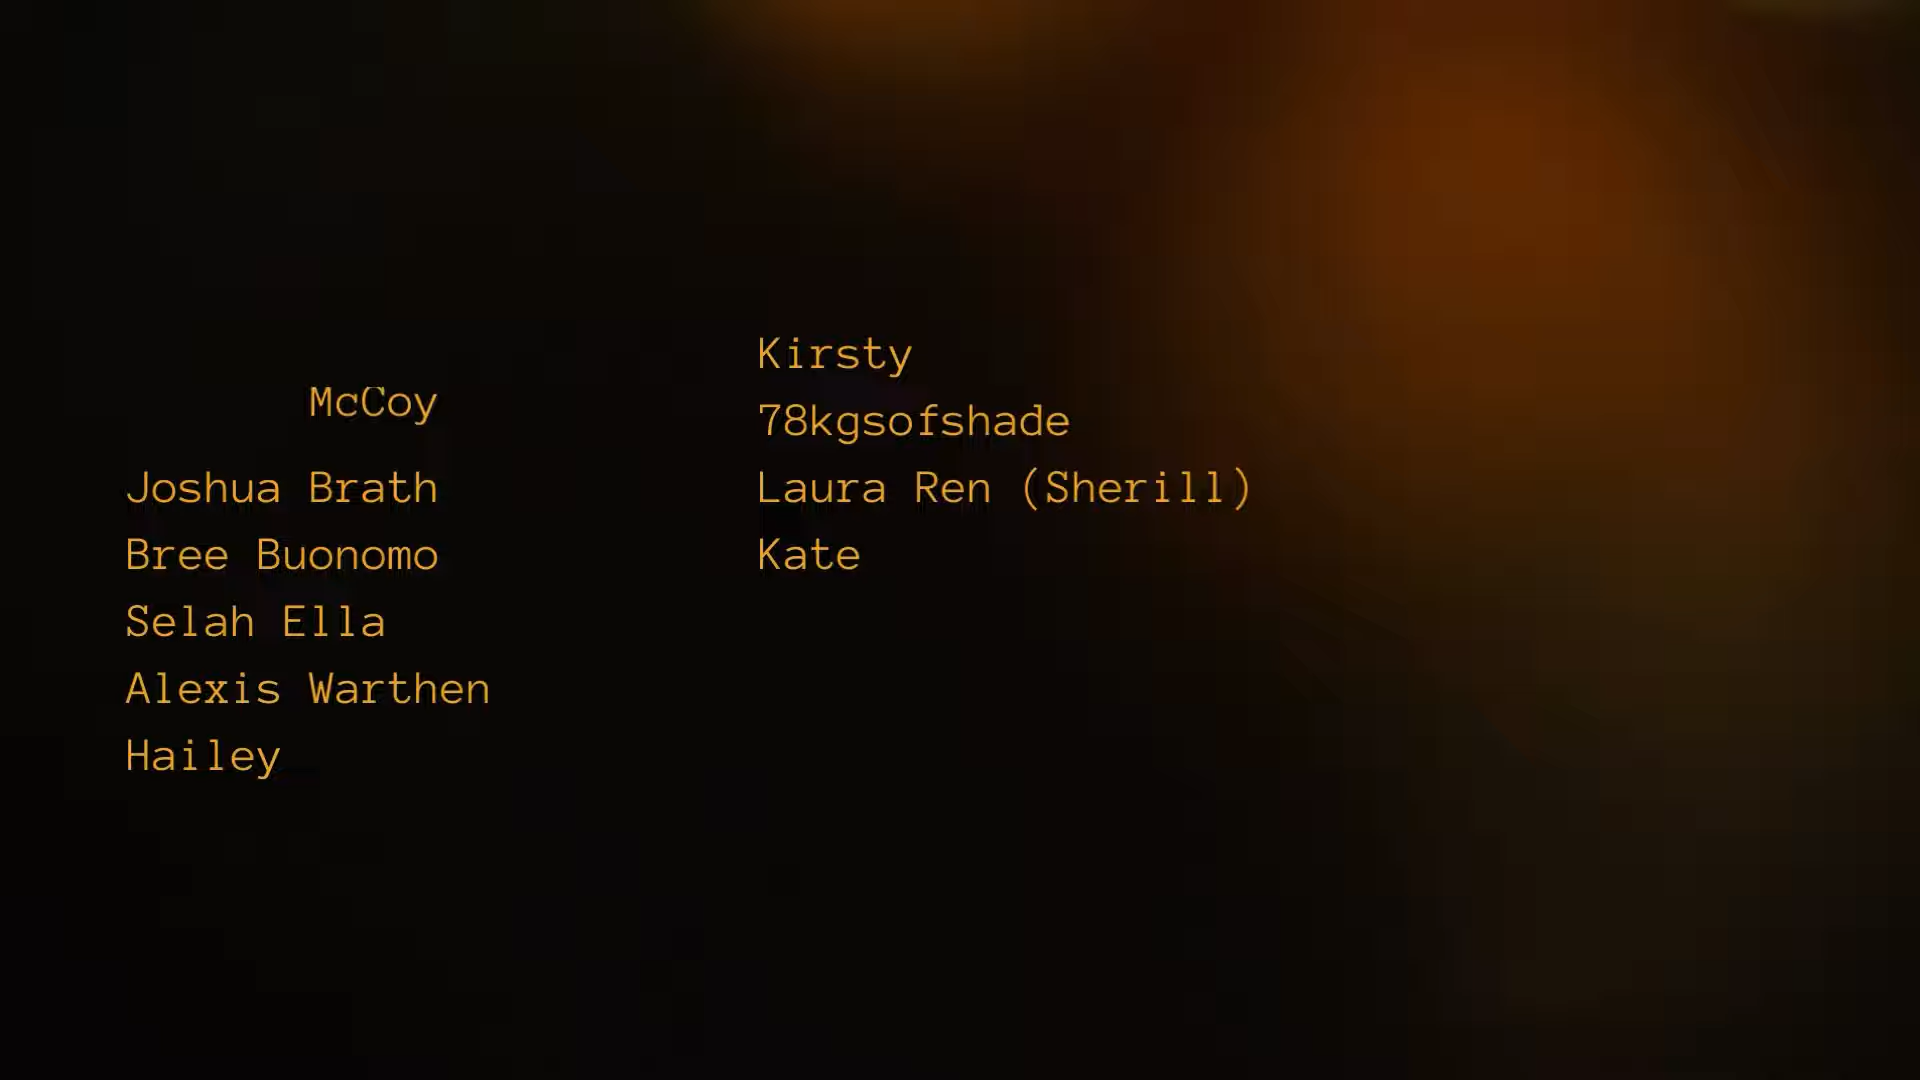 McCoy
Joshua Brath
Bree Buonomo
Selah Ella
Alexis Warthen
Hailey
Kirsty
78kgsofshade
Laura Ren (Sherill)
Kate